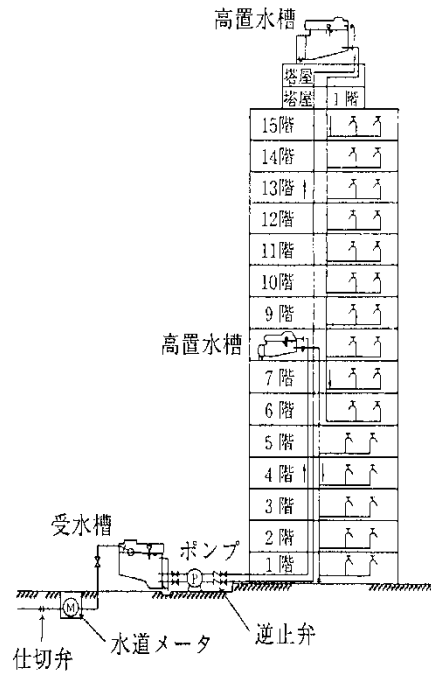 高置水槽
塔屋
塔屋 1階
15階
14階
13階
12階
11階
10階
9階
高置水槽
7階
6階
5階
4階
3階
2階
1階
受水槽
ポンプ
P
M
仕切弁
水道メータ
逆止弁